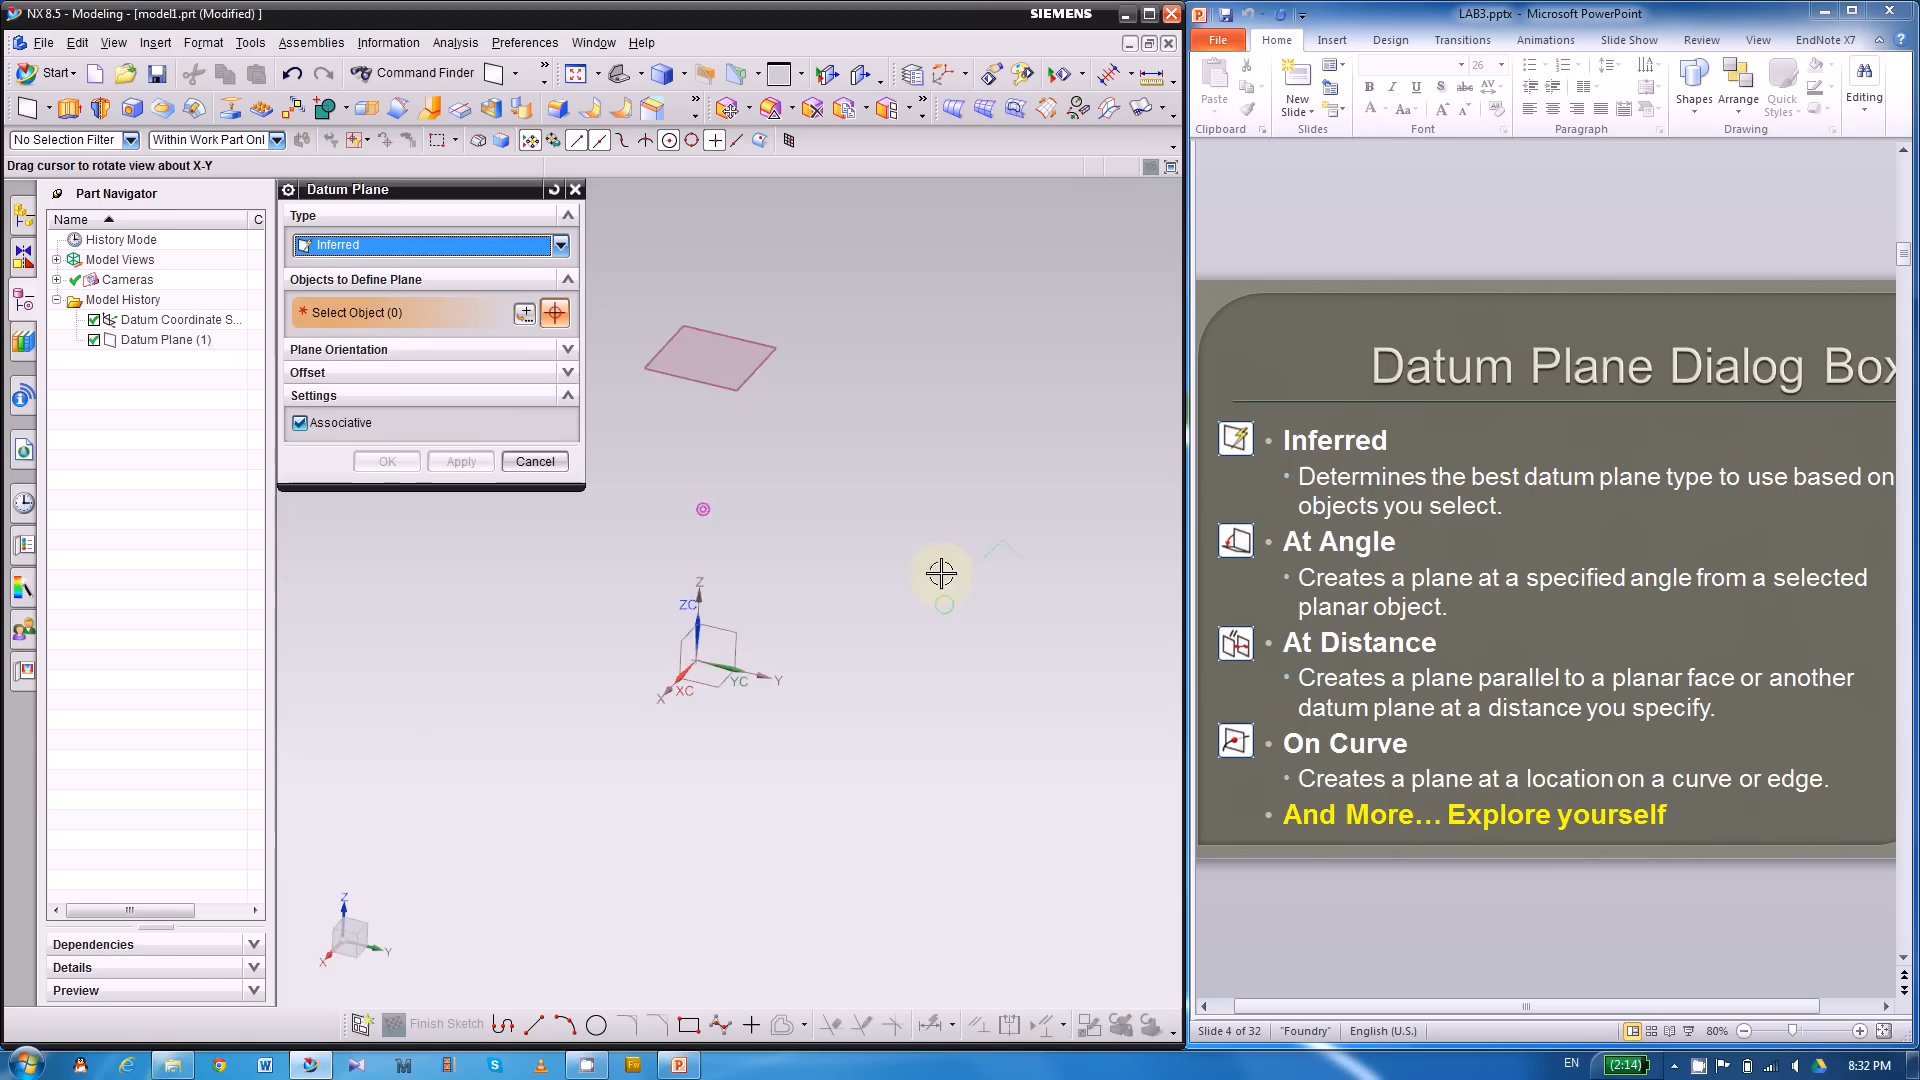 NX 8.5 - Modeling - [model1.prt (Modified) ]
SIEMENS
File Edit View Insert Format Tools Assemblies Information Analysis Preferences Window Help
Start
Command Finder
No Selection Filter
Within Work Part Onl
Drag cursor to rotate view about X-Y
Part Navigator
Name
C
History Mode
Model Views
Cameras
Model History
Datum Coordinate S...
Datum Plane (1)
Dependencies
Details
Preview
Datum Plane
Type
Inferred
Objects to Define Plane
* Select Object (0)
Plane Orientation
Offset
Settings
Associative
OK
Apply
Cancel
Z
ZC
X
XC
YC
Y
Z
X
Y
Finish Sketch
LAB3.pptx - Microsoft PowerPoint
File Home Insert Design Transitions Animations Slide Show Review View EndNote X7
26
Paste
New
Slide
Shapes
Arrange
Quick
Styles
Editing
Clipboard
Slides
Font
Paragraph
Drawing
Datum Plane Dialog Box
• Inferred
• Determines the best datum plane type to use based on
objects you select.
• At Angle
• Creates a plane at a specified angle from a selected
planar object.
• At Distance
• Creates a plane parallel to a planar face or another
datum plane at a distance you specify.
• On Curve
• Creates a plane at a location on a curve or edge.
• And More... Explore yourself
Slide 4 of 32
"Foundry"
English (U.S.)
80%
EN
(2:14)
8:32 PM